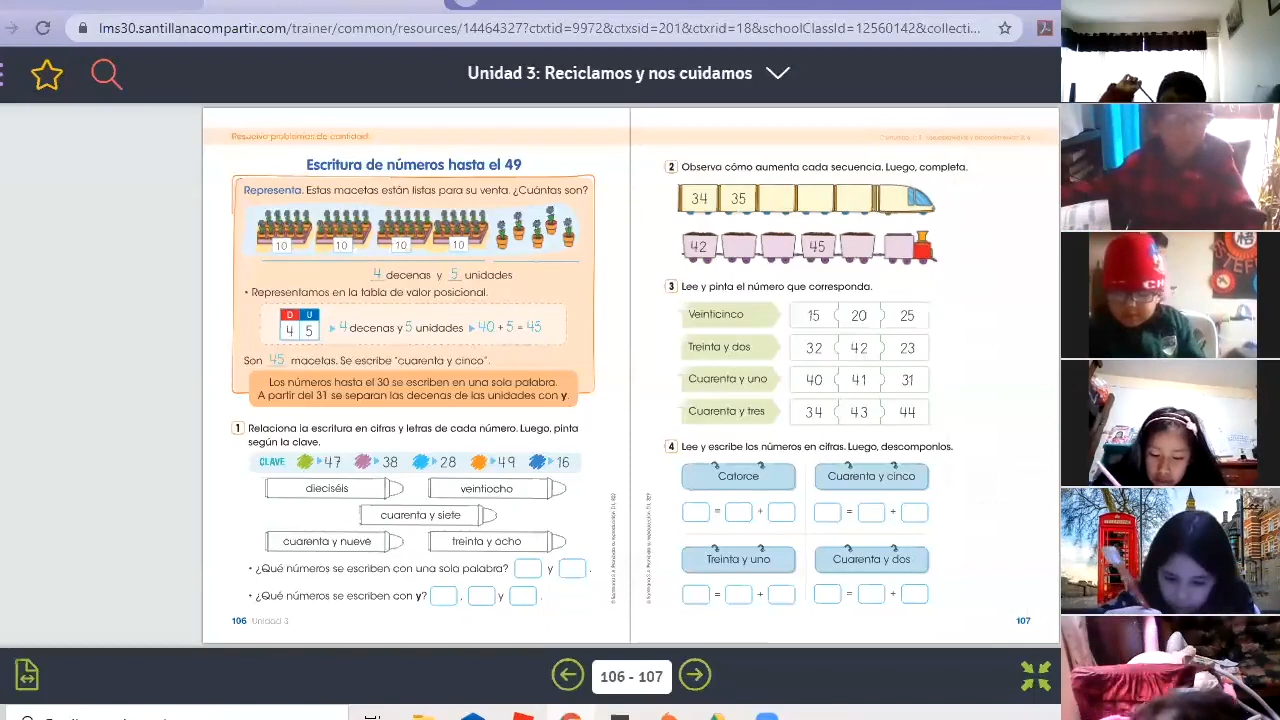 lms30.santillanacompartir.com/trainer/common/resources/14464327?ctxtid=9972&ctxsid=201&ctxrid=18&schoolClassId=12560142&collecti...
Unidad 3: Reciclamos y nos cuidamos
Resuelve problemas de cantidad
Escritura de números hasta el 49
Representa. Estas macetas están listas para su venta. ¿Cuántas son?
10 10 10 10
4 decenas y 5 unidades
• Representamos en la tabla de valor posicional.
D U
4 5 4 decenas y 5 unidades 40 + 5 = 45
Son 45 macetas. Se escribe "cuarenta y cinco".
Los números hasta el 30 se escriben en una sola palabra.
A partir del 31 se separan las decenas de las unidades con y.
1 Relaciona la escritura en cifras y letras de cada número. Luego, pinta
según la clave.
CLAVE 47 38 28 49 16
dieciséis veintiocho
cuarenta y siete
cuarenta y nueve treinta y ocho
• ¿Qué números se escriben con una sola palabra? y .
• ¿Qué números se escriben con y? , y .
106 Unidad 3
2 Observa cómo aumenta cada secuencia. Luego, completa.
34 35
42 45
3 Lee y pinta el número que corresponda.
Veinticinco 15 20 25
Treinta y dos 32 42 23
Cuarenta y uno 40 41 31
Cuarenta y tres 34 43 44
4 Lee y escribe los números en cifras. Luego, descomponlos.
Catorce Cuarenta y cinco
= + = +
Treinta y uno Cuarenta y dos
= + = +
107
106 - 107